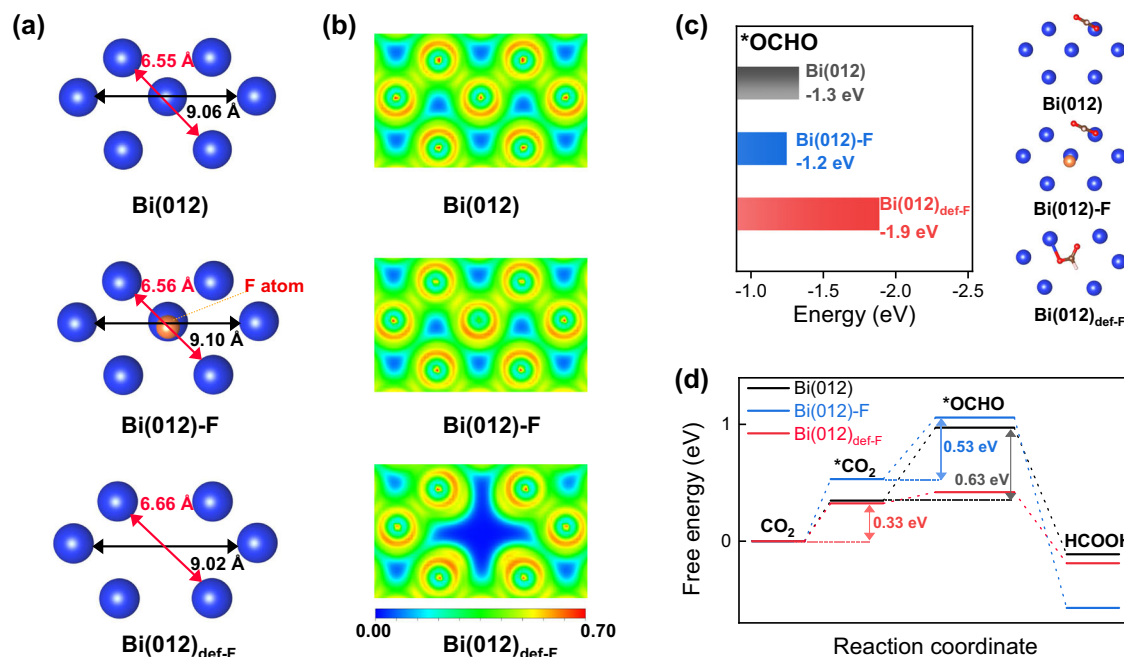 (a)
6.55 Å
9.06 Å
Bi(012)
6.56 Å
F atom
9.10 Å
Bi(012)-F
6.66 Å
9.02 Å
Bi(012)def-F
(b)
Bi(012)
Bi(012)-F
0.00
0.70
Bi(012)def-F
(c)
*OCHO
Bi(012)
-1.3 eV
Bi(012)-F
-1.2 eV
Bi(012)def-F
-1.9 eV
-1.0
-1.5
-2.0
-2.5
Energy (eV)
Bi(012)
Bi(012)-F
Bi(012)def-F
(d)
Bi(012)
Bi(012)-F
Bi(012)def-F
*OCHO
0.53 eV
*CO2
0.63 eV
0.33 eV
CO2
HCOOH
1
0
Free energy (eV)
Reaction coordinate